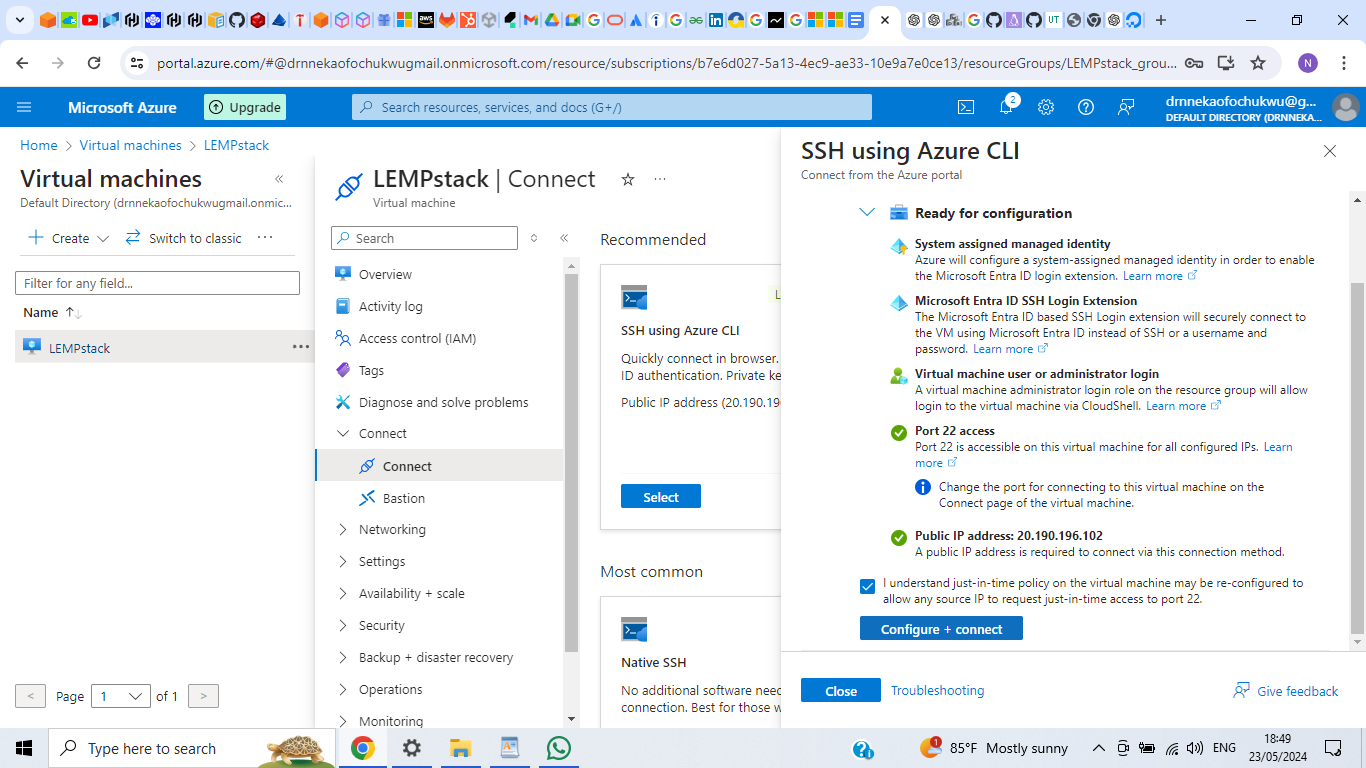 portal.azure.com/#@drnnekaofochukwugmail.onmicrosoft.com/resource/subscriptions/b7e6d027-5a13-4ec9-ae33-10e9a7e0ce13/resourceGroups/LEMPstack_grou...
N
Microsoft Azure
Upgrade
Search resources, services, and docs (G+/)
2
drnnekaofochukwu@g...
DEFAULT DIRECTORY (DRNNEKA...
Home > Virtual machines > LEMPstack
Virtual machines
Default Directory (drnnekaofochukwugmail.onmic...
Create
Switch to classic
...
Filter for any field...
Name
LEMPstack
...
< Page 1 of 1 >
LEMPstack | Connect
...
Virtual machine
Search
Overview
Activity log
Access control (IAM)
Tags
Diagnose and solve problems
Connect
Connect
Bastion
Networking
Settings
Availability + scale
Security
Backup + disaster recovery
Operations
Monitoring
Recommended
L
SSH using Azure CLI
Quickly connect in browser.
ID authentication. Private ke
Public IP address (20.190.19
Select
Most common
Native SSH
No additional software need
connection. Best for those w
SSH using Azure CLI
Connect from the Azure portal
Ready for configuration
System assigned managed identity
Azure will configure a system-assigned managed identity in order to enable
the Microsoft Entra ID login extension. Learn more
Microsoft Entra ID SSH Login Extension
The Microsoft Entra ID based SSH Login extension will securely connect to
the VM using Microsoft Entra ID instead of SSH or a username and
password. Learn more
Virtual machine user or administrator login
A virtual machine administrator login role on the resource group will allow
login to the virtual machine via CloudShell. Learn more
Port 22 access
Port 22 is accessible on this virtual machine for all configured IPs. Learn
more
Change the port for connecting to this virtual machine on the
Connect page of the virtual machine.
Public IP address: 20.190.196.102
A public IP address is required to connect via this connection method.
I understand just-in-time policy on the virtual machine may be re-configured to
allow any source IP to request just-in-time access to port 22.
Configure + connect
Close
Troubleshooting
Give feedback
Type here to search
1
85°F Mostly sunny
ENG
18:49
23/05/2024